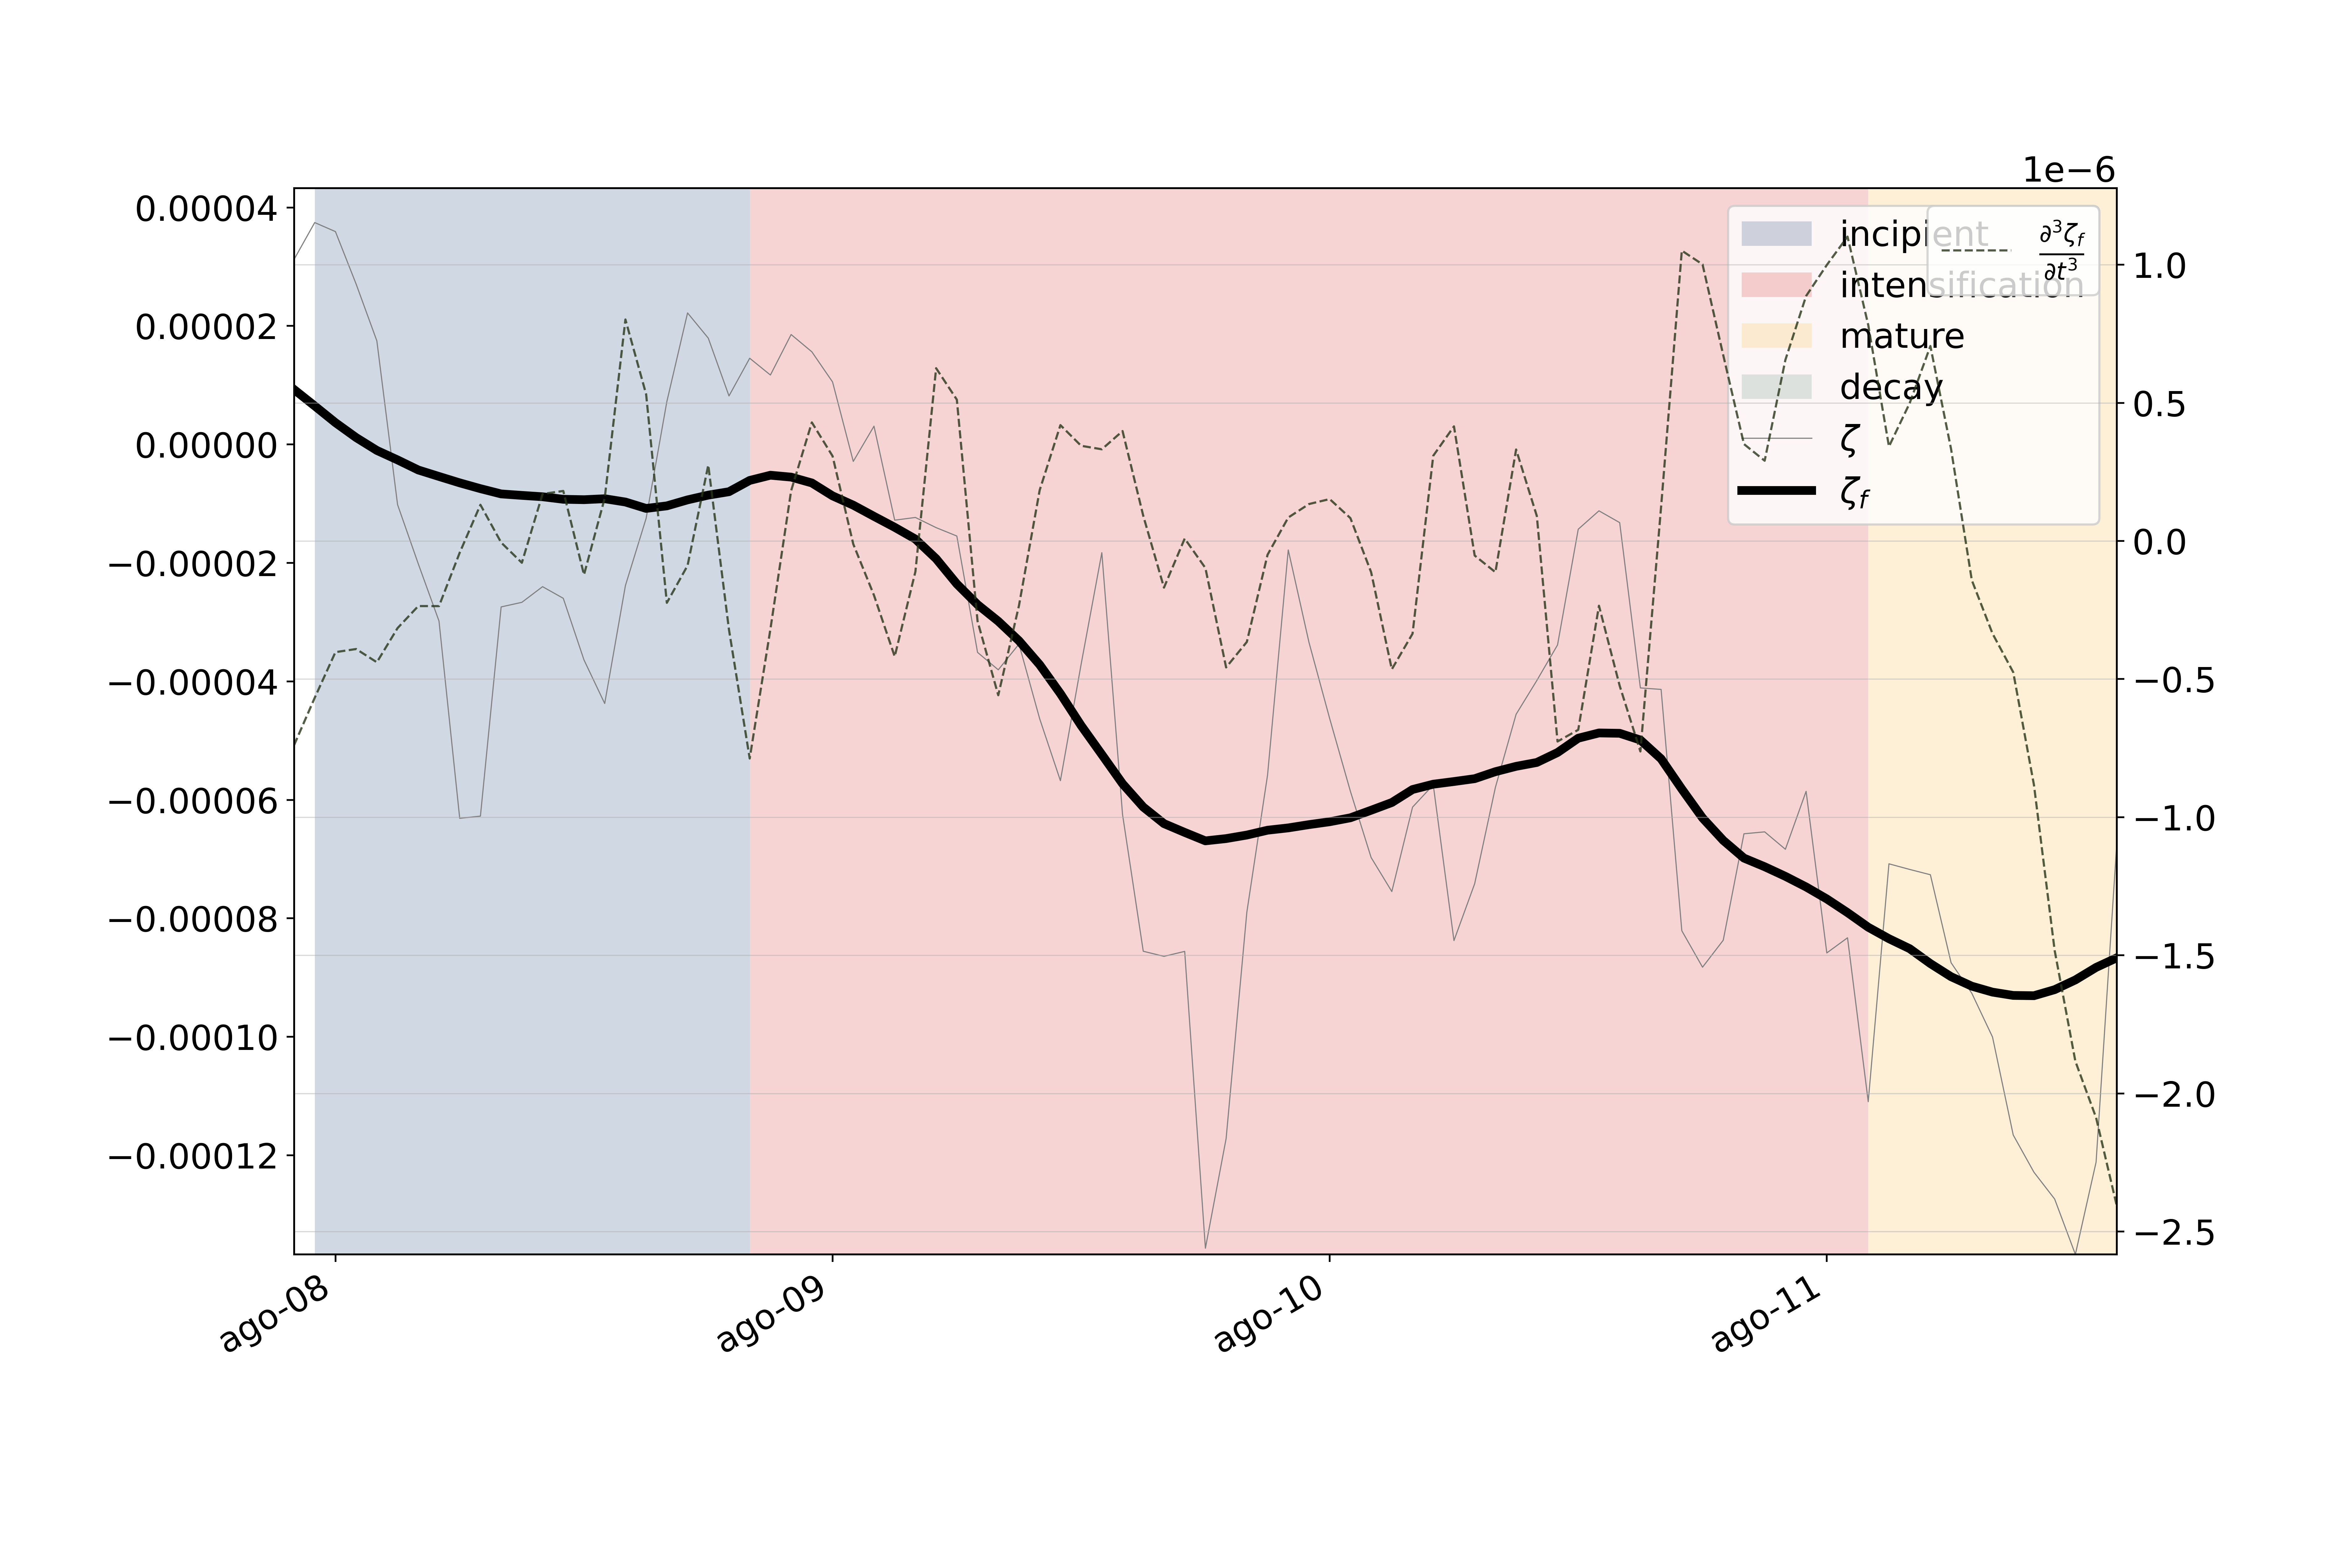 1e−6
0.00004
0.00002
0.00000
−0.00002
−0.00004
−0.00006
−0.00008
−0.00010
−0.00012
incipient
intensification
mature
decay
ζ
ζ_f
∂³ζ_f
∂t³
1.0
0.5
0.0
−0.5
−1.0
−1.5
−2.0
−2.5
ago-08
ago-09
ago-10
ago-11